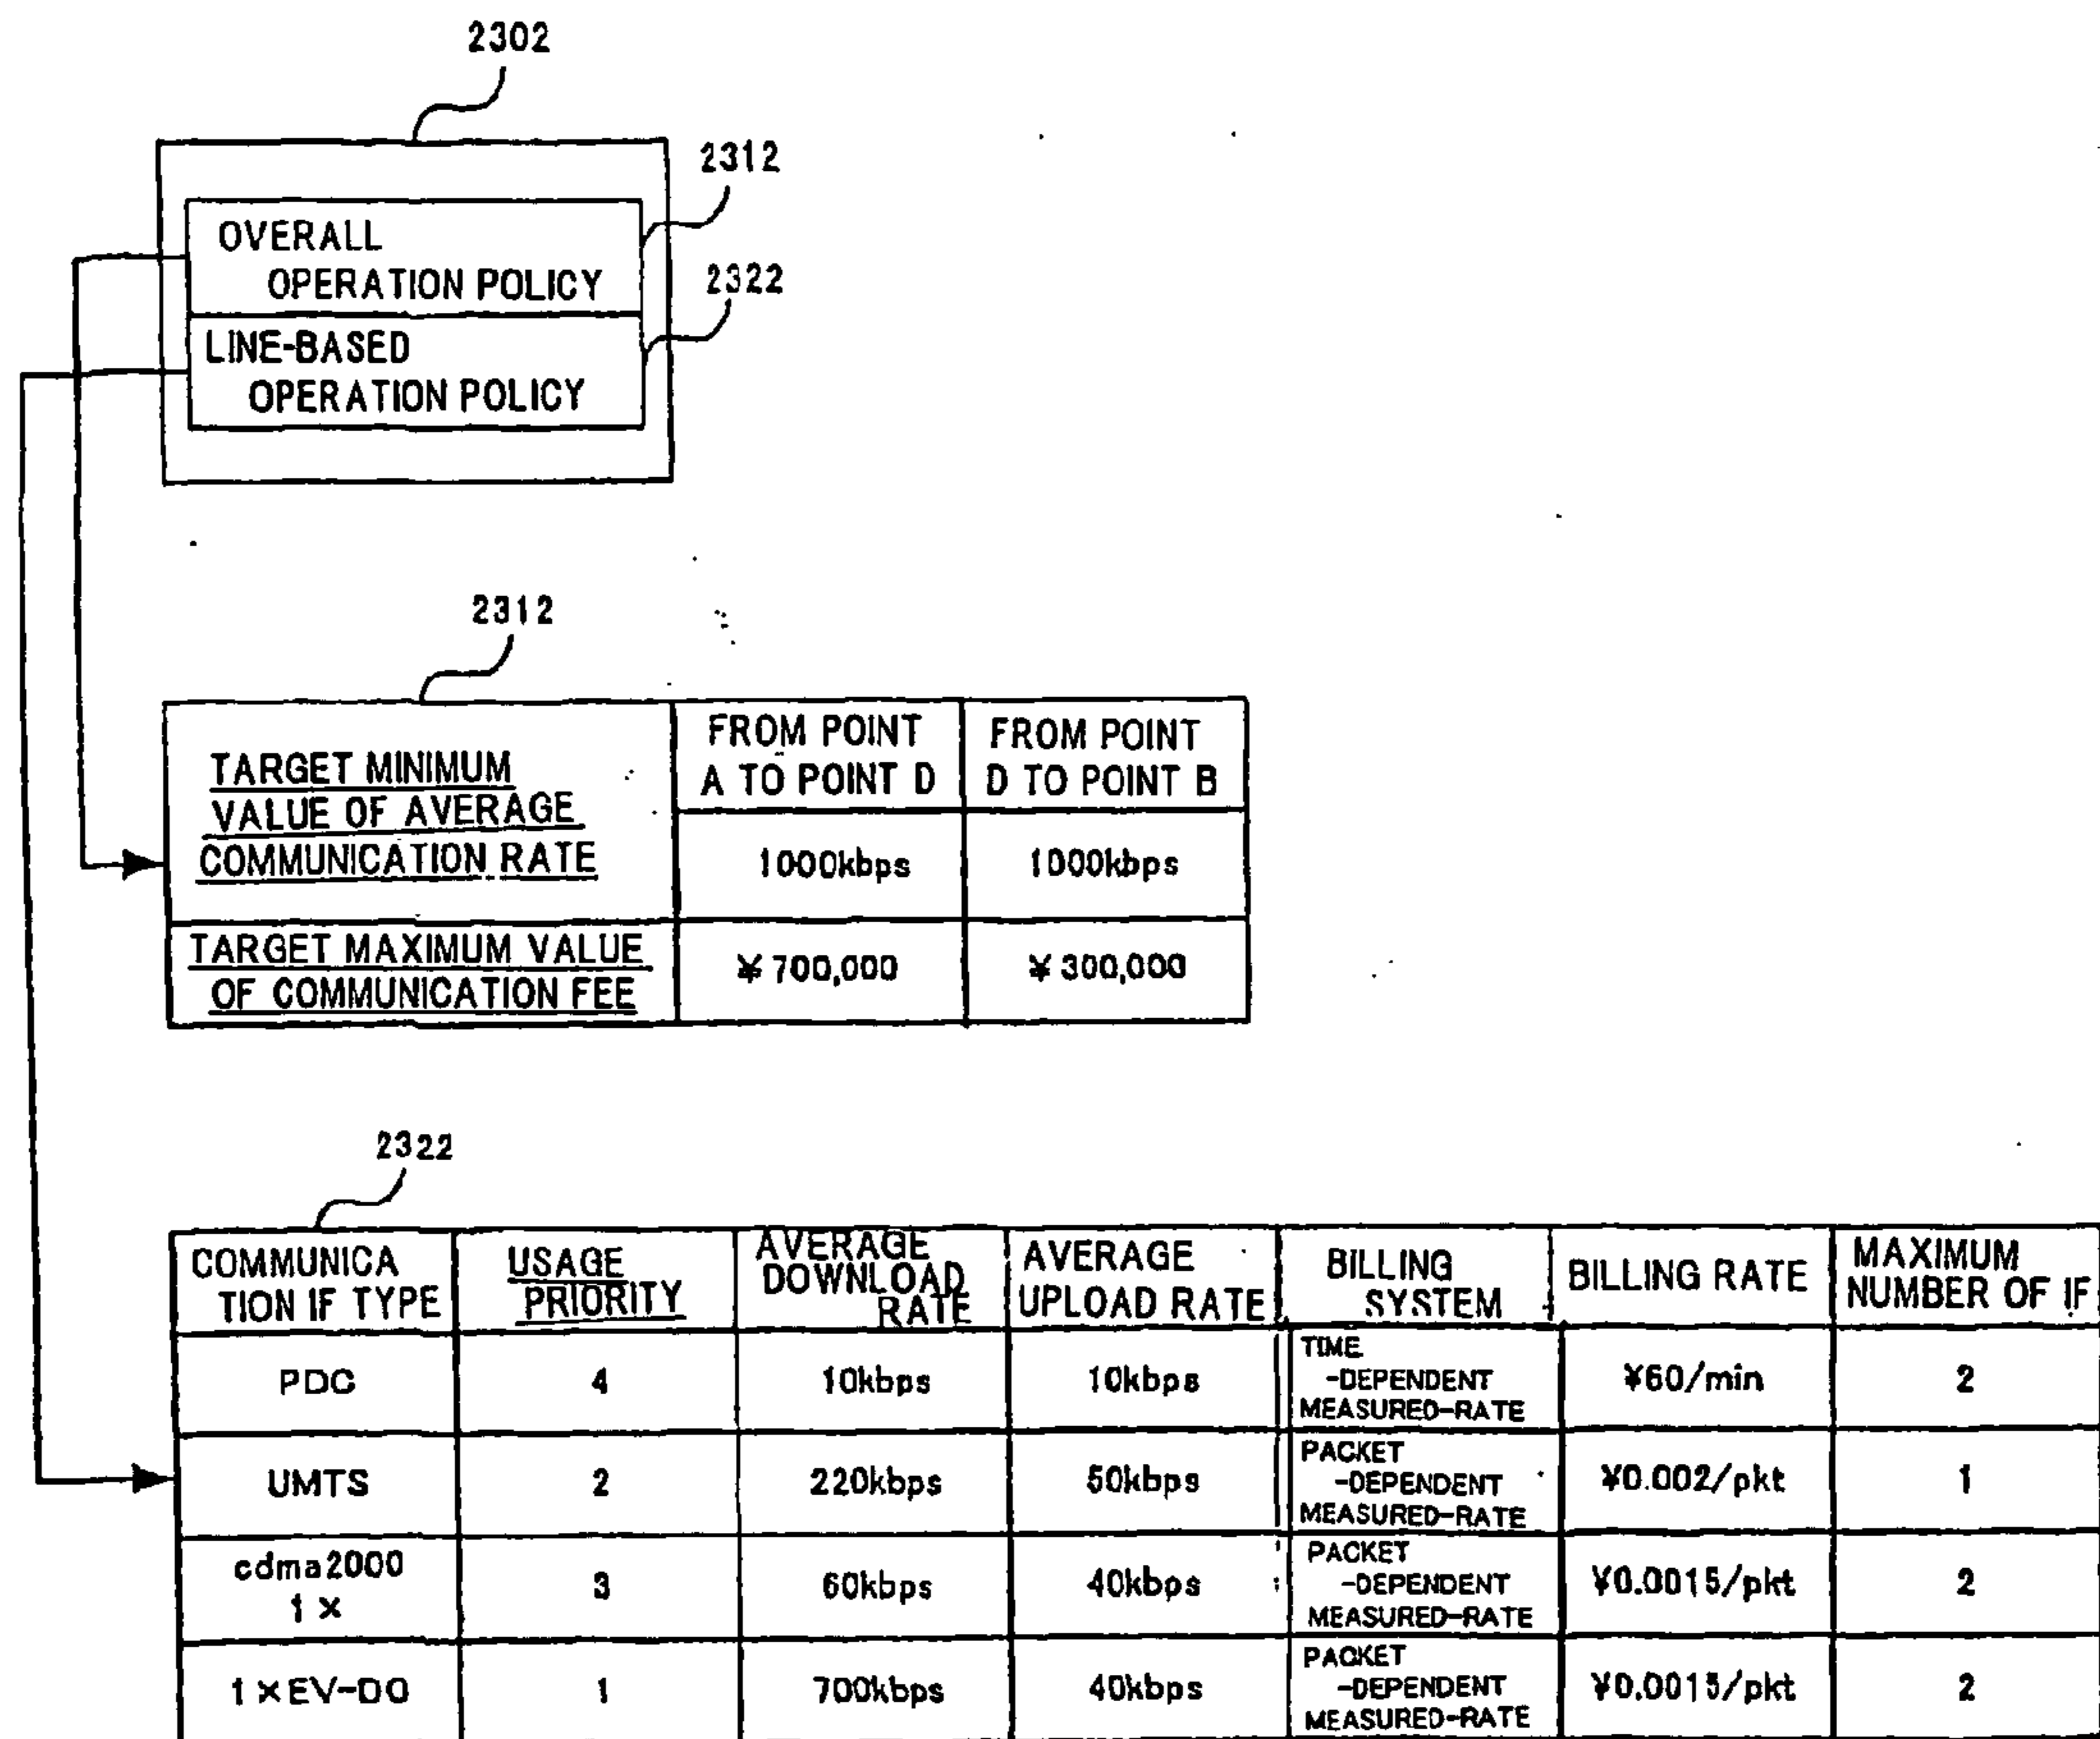 2302
2312
OVERALL
OPERATION POLICY
2322
LINE-BASED
OPERATION POLICY
2312
TARGET MINIMUM
VALUE OF AVERAGE
COMMUNICATION RATE
FROM POINT
A TO POINT D
FROM POINT
D TO POINT B
1000kbps
1000kbps
TARGET MAXIMUM VALUE
OF COMMUNICATION FEE
¥700,000
¥300,000
2322
COMMUNICA
TION IF TYPE
USAGE
PRIORITY
AVERAGE
DOWNLOAD
RATE
AVERAGE
UPLOAD RATE
BILLING
SYSTEM
BILLING RATE
MAXIMUM
NUMBER OF IF
PDC
4
10kbps
10kbps
TIME
-DEPENDENT
MEASURED-RATE
¥60/min
2
UMTS
2
220kbps
50kbps
PACKET
-DEPENDENT
MEASURED-RATE
¥0.002/pkt
1
cdma2000
1×
3
60kbps
40kbps
PACKET
-DEPENDENT
MEASURED-RATE
¥0.0015/pkt
2
1×EV-DO
1
700kbps
40kbps
PACKET
-DEPENDENT
MEASURED-RATE
¥0.0015/pkt
2